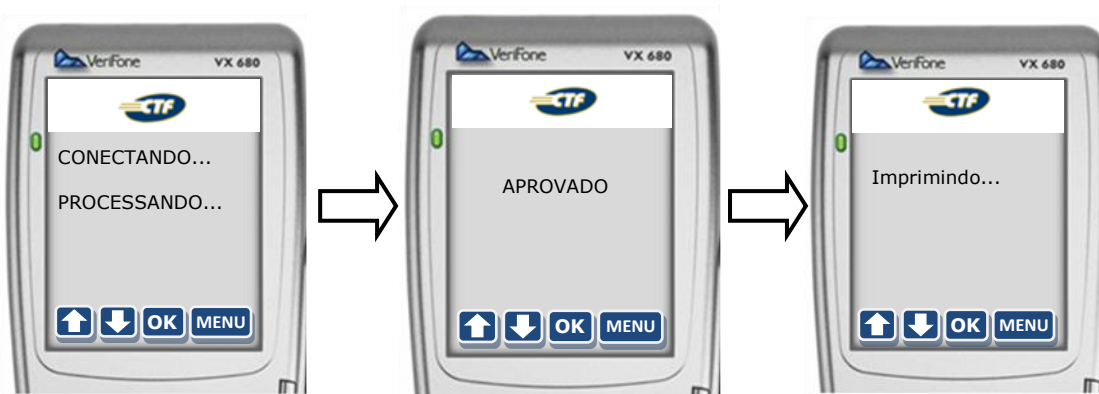 VeriFone VX 680
CTF
CONECTANDO...
PROCESSANDO...
OK MENU
VeriFone VX 680
CTF
APROVADO
OK MENU
VeriFone VX 680
CTF
Imprimindo...
OK MENU